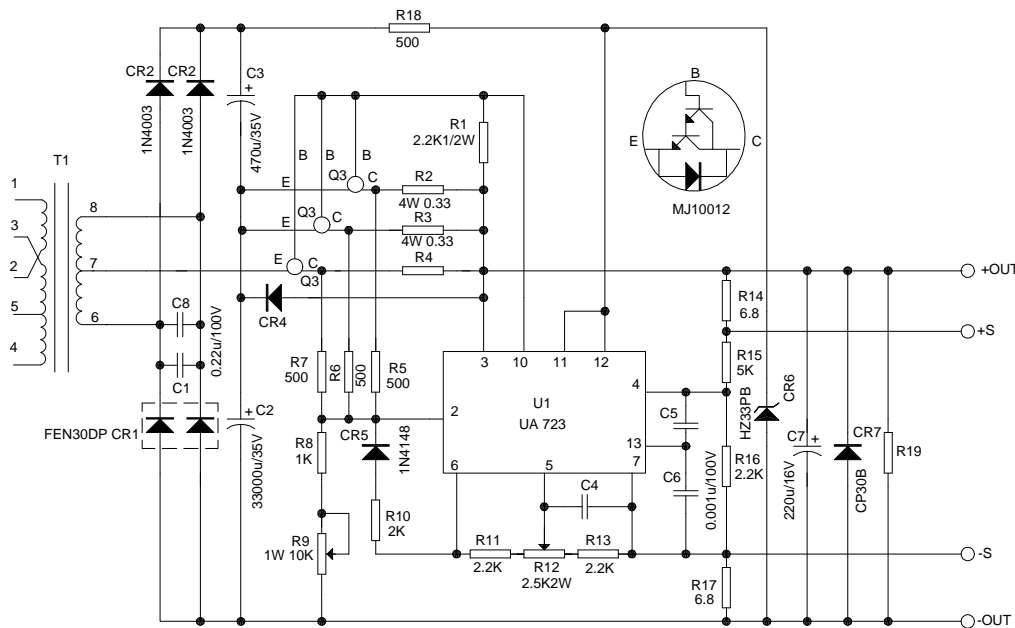 R18
500
CR2
CR2
C3
+
1N4003
1N4003
470u/35V
B
E
C
MJ10012
R1
2.2K1/2W
B
B
B
E
Q3
C
R2
4W 0.33
E
Q3
C
R3
4W 0.33
E
C
Q3
R4
T1
1
3
2
5
4
8
7
6
C8
0.22u/100V
C1
CR4
+OUT
R14
6.8
+S
R15
5K
3
10
11
12
4
2
13
6
5
7
U1
UA 723
R7
500
R6
500
R5
500
FEN30DP CR1
C2
+
33000u/35V
R8
1K
CR5
1N4148
R9
1W 10K
R10
2K
C4
R11
2.2K
R12
2.5K2W
R13
2.2K
C5
C6
0.001u/100V
R16
2.2K
HZ33PB
CR6
C7
+
220u/16V
CR7
CP30B
R19
-S
R17
6.8
-OUT